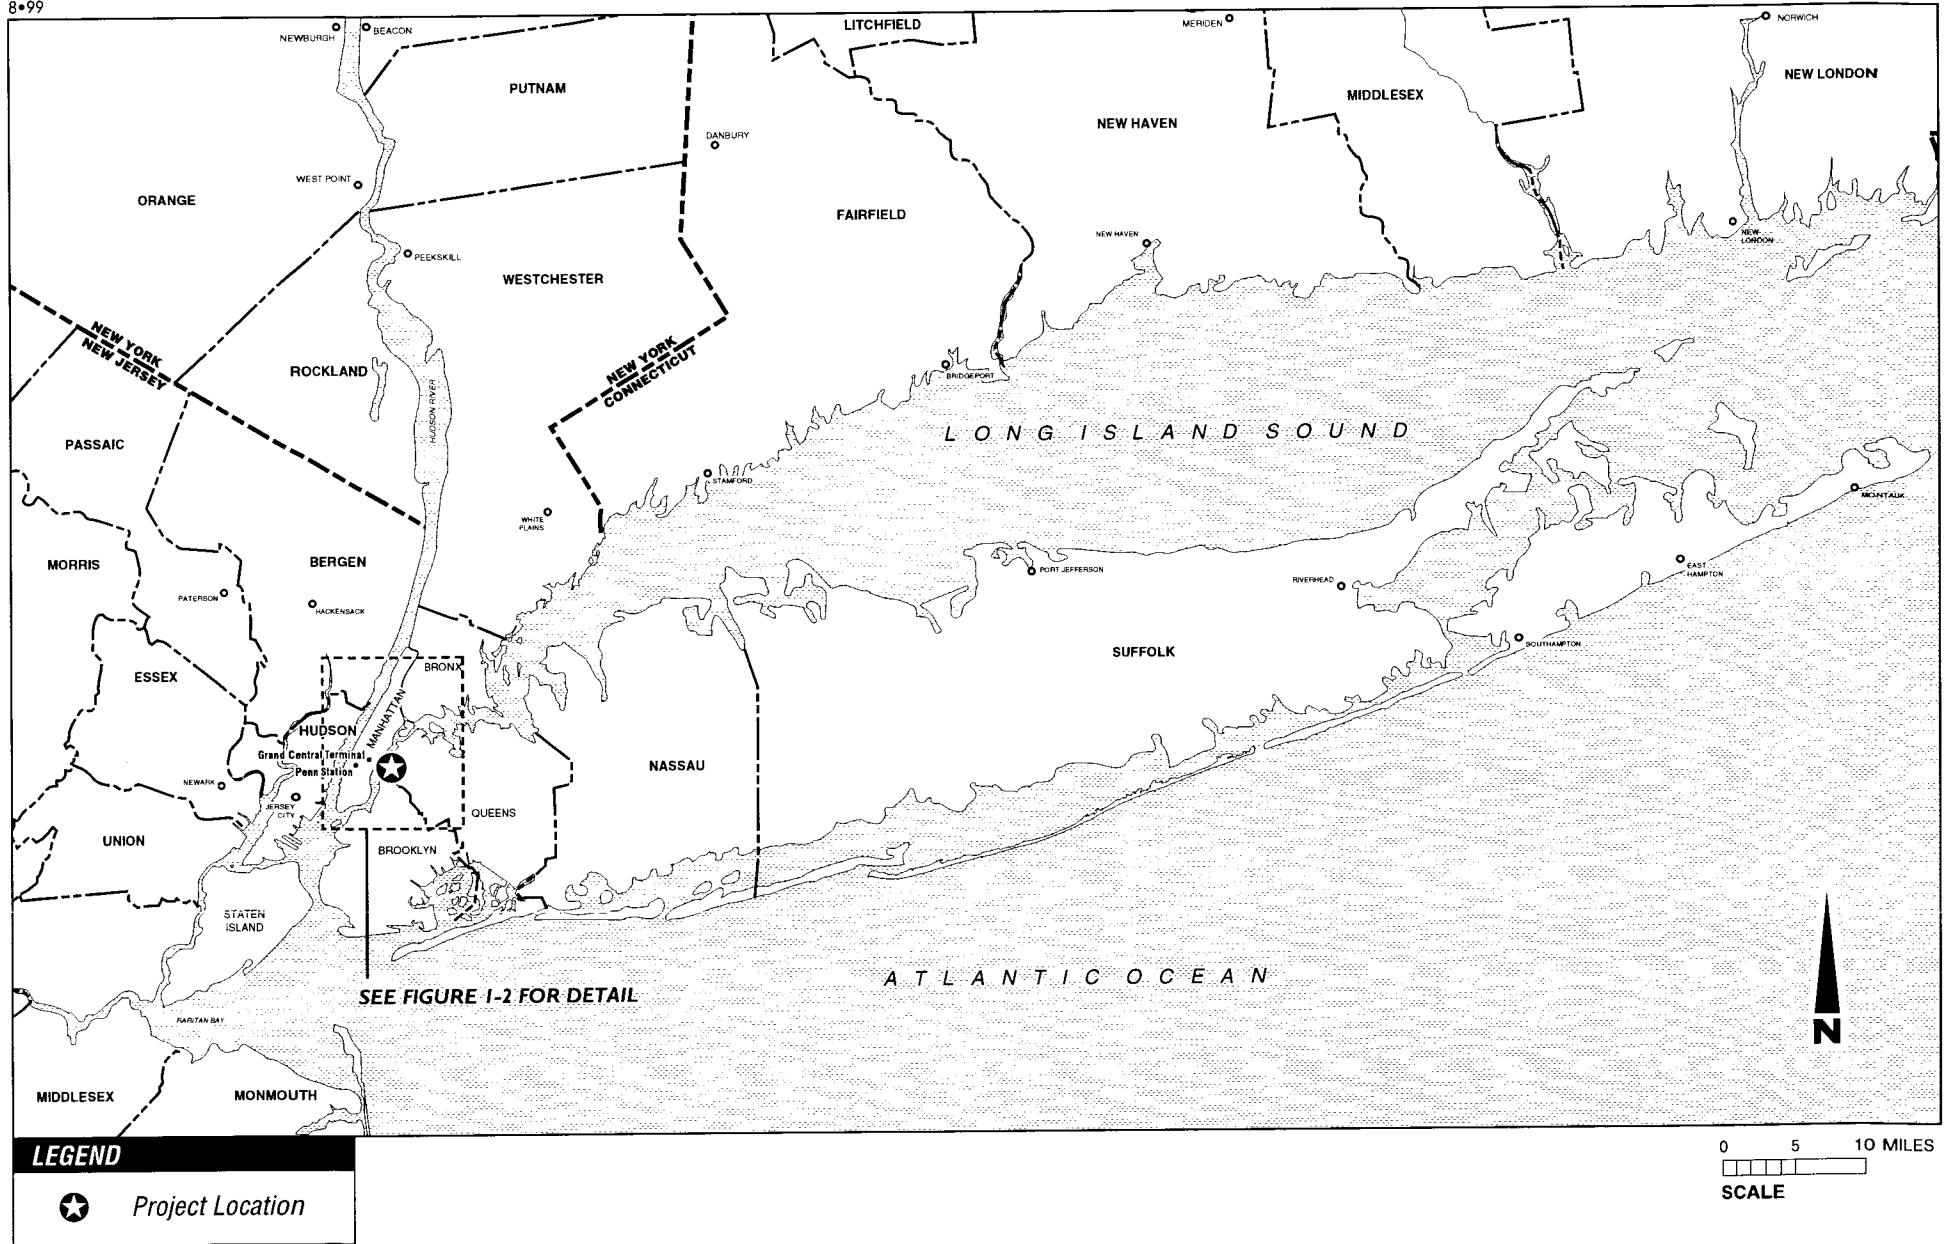 8•99
NEWBURGH
BEACON
LITCHFIELD
MERIDEN
NORWICH
PUTNAM
NEW LONDON
MIDDLESEX
NEW HAVEN
DANBURY
WEST POINT
ORANGE
FAIRFIELD
NEW HAVEN
NEW
LONDON
PEEKSKILL
WESTCHESTER
NEW YORK
NEW JERSEY
ROCKLAND
NEW YORK
CONNECTICUT
BRIDGEPORT
HUDSON RIVER
LONG ISLAND SOUND
PASSAIC
STAMFORD
MONTAUK
WHITE
PLAINS
MORRIS
BERGEN
PORT JEFFERSON
RIVERHEAD
EAST
HAMPTON
PATERSON
HACKENSACK
SOUTHAMPTON
SUFFOLK
BRONX
ESSEX
MANHATTAN
HUDSON
Grand Central Terminal
Penn Station
NASSAU
NEWARK
JERSEY
CITY
QUEENS
UNION
BROOKLYN
STATEN
ISLAND
ATLANTIC OCEAN
SEE FIGURE 1-2 FOR DETAIL
RARITAN BAY
N
MIDDLESEX
MONMOUTH
LEGEND
Project Location
0 5 10 MILES
SCALE